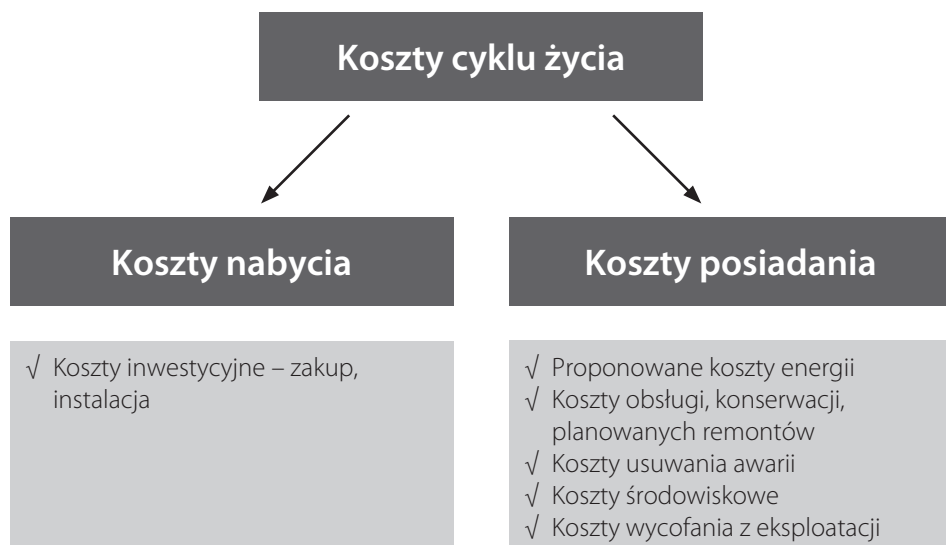 Koszty cyklu życia
Koszty nabycia
√ Koszty inwestycyjne – zakup,
instalacja
Koszty posiadania
√ Proponowane koszty energii
√ Koszty obsługi, konserwacji,
planowanych remontów
√ Koszty usuwania awarii
√ Koszty środowiskowe
√ Koszty wycofania z eksploatacji